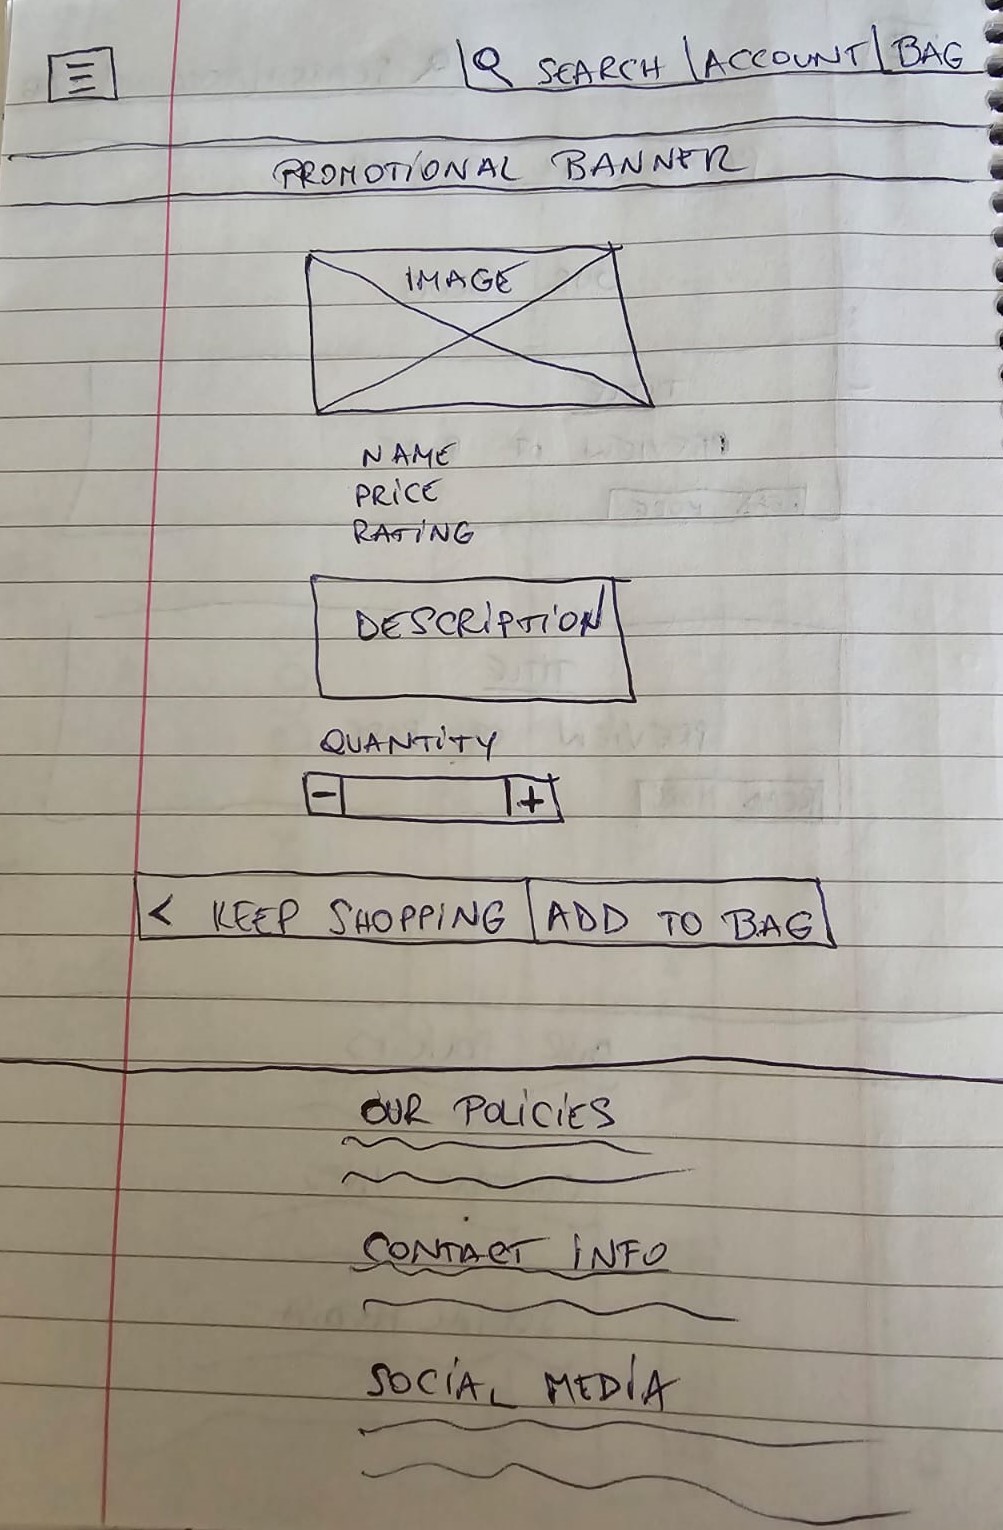 SEARCH ACCOUNT BAG
PROMOTIONAL BANNER
IMAGE
NAME
PRICE
RATING
DESCRIPTION
QUANTITY
- +
< KEEP SHOPPING ADD TO BAG
OUR POLICIES
CONTACT INFO
SOCIAL MEDIA